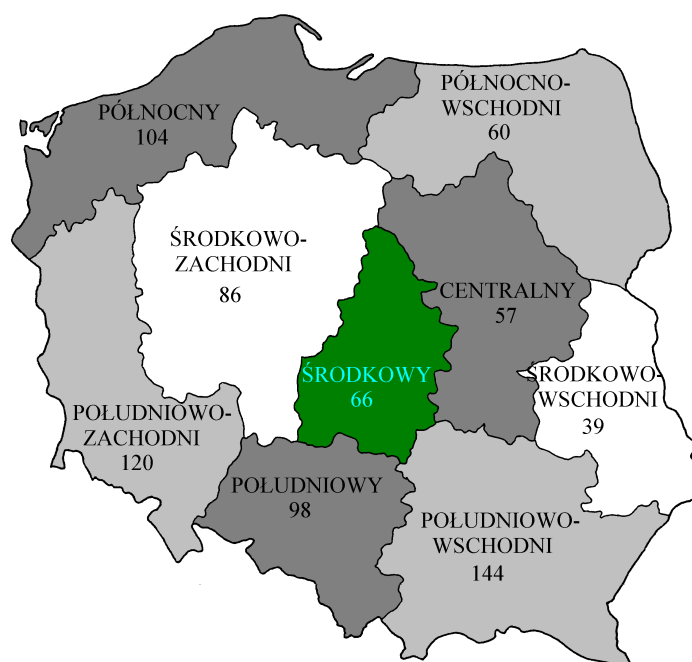 PÓŁNOCNY
104
PÓŁNOCNO-
WSCHODNI
60
ŚRODKOWO-
ZACHODNI
86
CENTRALNY
57
ŚRODKOWY
66
ŚRODKOWO-
WSCHODNI
39
POŁUDNIOWO-
ZACHODNI
120
POŁUDNIOWY
98
POŁUDNIOWO-
WSCHODNI
144